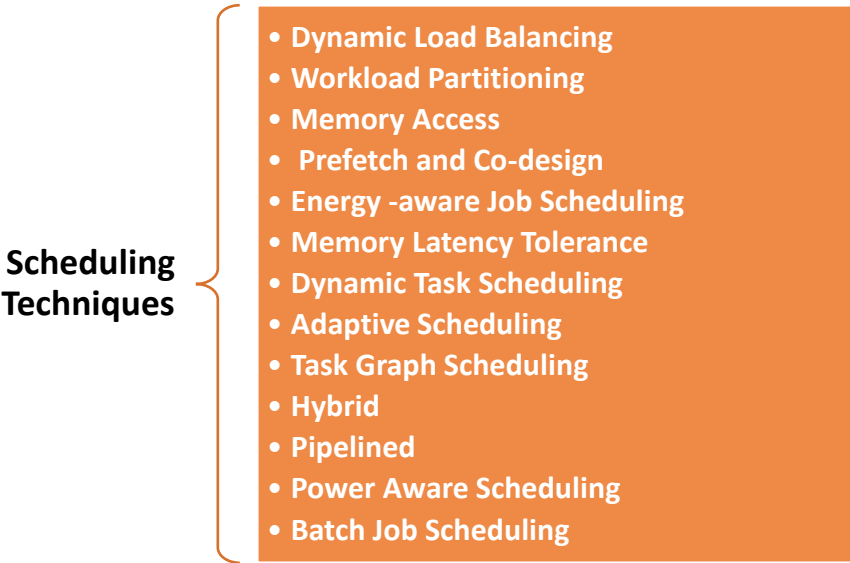 Scheduling
Techniques
• Dynamic Load Balancing
• Workload Partitioning
• Memory Access
• Prefetch and Co-design
• Energy -aware Job Scheduling
• Memory Latency Tolerance
• Dynamic Task Scheduling
• Adaptive Scheduling
• Task Graph Scheduling
• Hybrid
• Pipelined
• Power Aware Scheduling
• Batch Job Scheduling